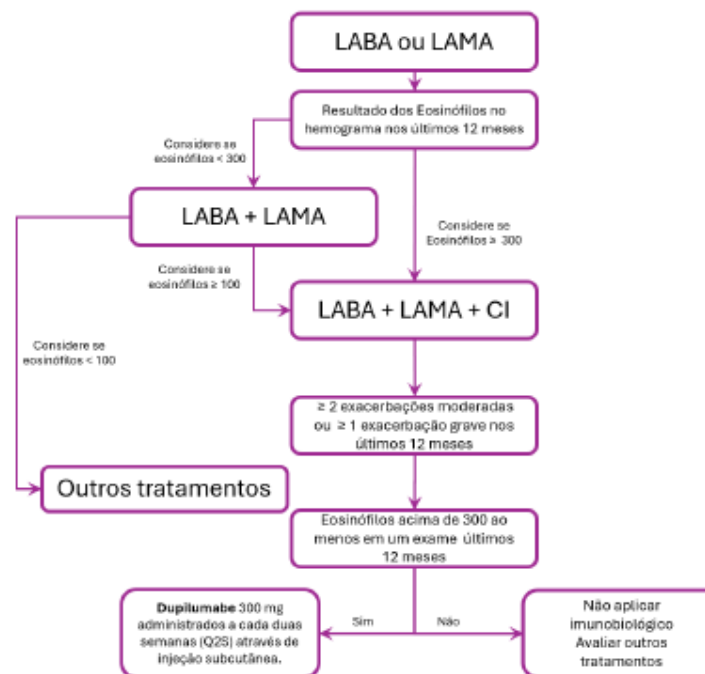 LABA ou LAMA
Resultado dos Eosinófilos no
hemograma nos últimos 12 meses
Considere se
eosinófilos < 300
LABA + LAMA
Considere se
Eosinófilos ≥ 300
Considere se
eosinófilos ≥ 100
LABA + LAMA + CI
Considere se
eosinófilos < 100
≥ 2 exacerbações moderadas
ou ≥ 1 exacerbação grave nos
últimos 12 meses
Outros tratamentos
Eosinófilos acima de 300 ao
menos em um exame últimos
12 meses
Dupilumabe 300 mg
administrados a cada duas
semanas (Q2S) através de
injeção subcutânea.
Sim
Não
Não aplicar
imunobiológico
Avaliar outros
tratamentos